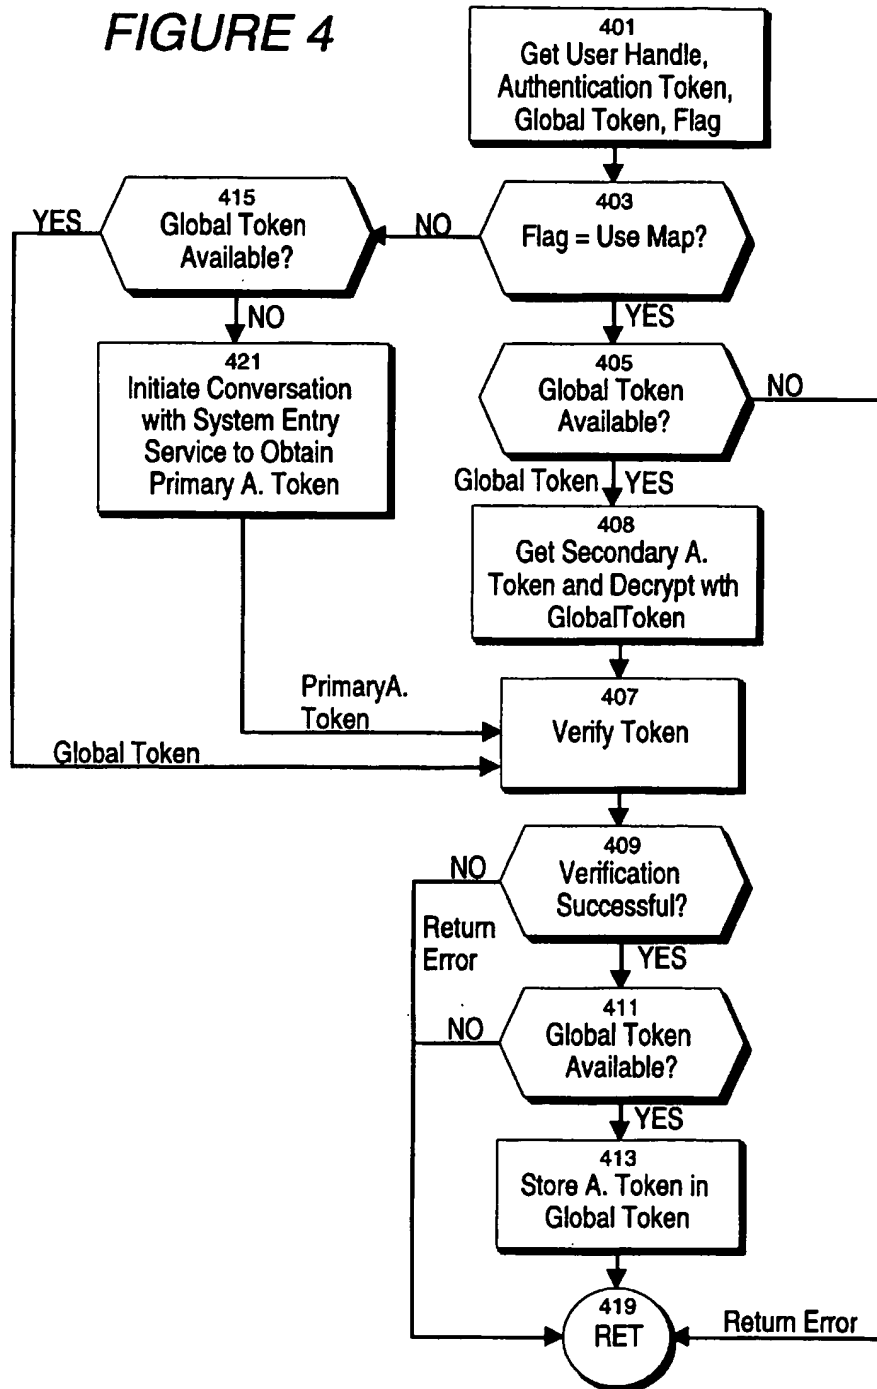 FIGURE 4
401
Get User Handle,
Authentication Token,
Global Token, Flag
403
Flag = Use Map?
NO
YES
415
Global Token
Available?
YES
NO
421
Initiate Conversation
with System Entry
Service to Obtain
Primary A. Token
405
Global Token
Available?
NO
Global Token
YES
408
Get Secondary A.
Token and Decrypt wth
GlobalToken
PrimaryA.
Token
Global Token
407
Verify Token
409
Verification
Successful?
NO
Return
Error
YES
411
Global Token
Available?
NO
YES
413
Store A. Token in
Global Token
419
RET
Return Error